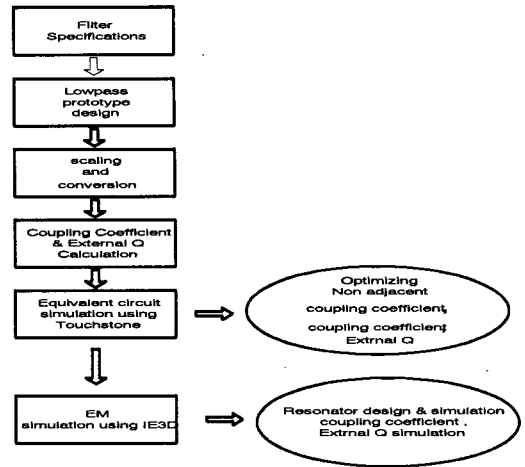 Filter
Specifications
Lowpass
prototype
design
scaling
and
conversion
Coupling Coefficient
& External Q
Calculation
Equivalent circuit
simulation using
Touchstone
Optimizing
Non adjacent
coupling coefficient,
coupling coefficient,
Extrnal Q
EM
simulation using IE3D
Resonator design & simulation
coupling coefficient ,
Extrnal Q simulation